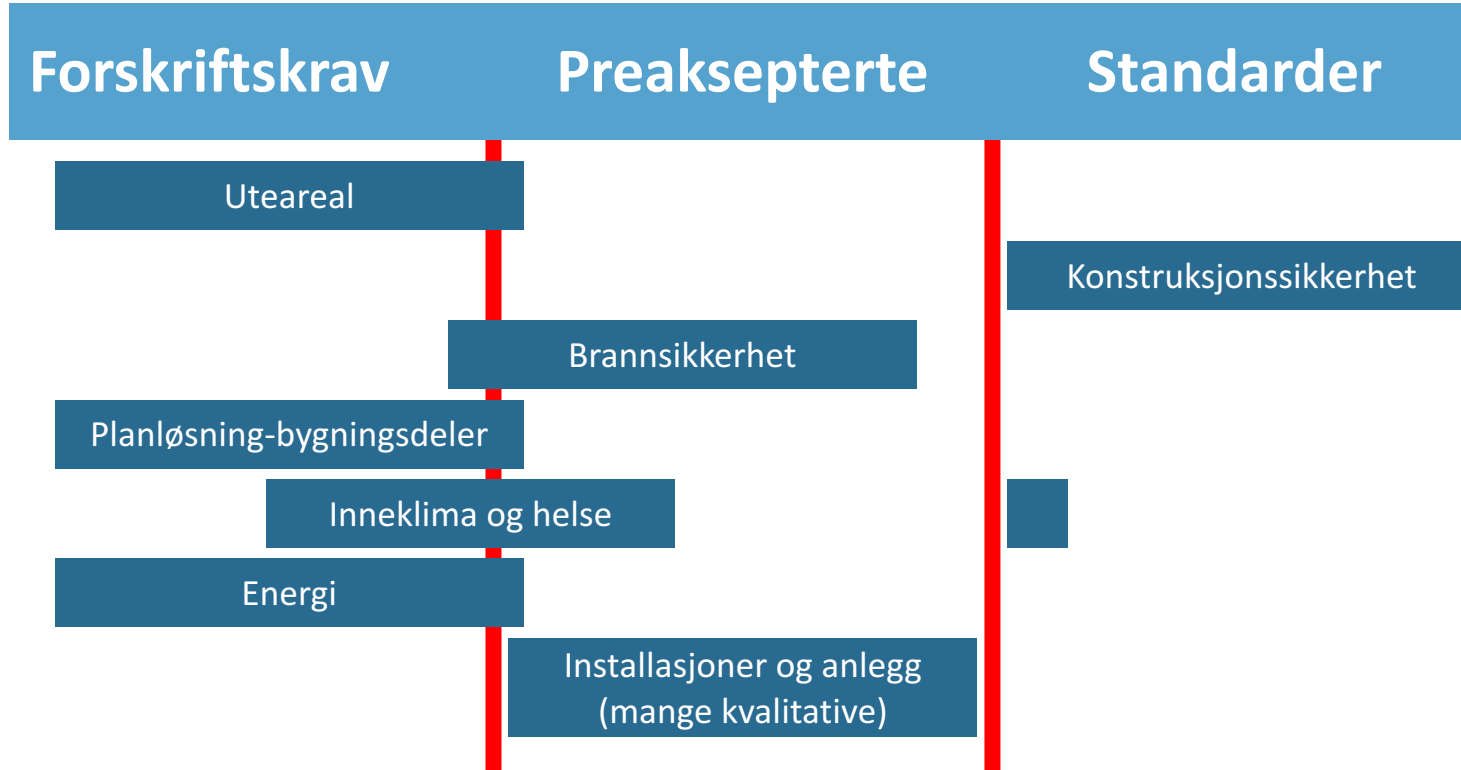 Forskriftskrav
Preaksepterte
Standarder
Uteareal
Konstruksjonssikkerhet
Brannsikkerhet
Planløsning-bygningsdeler
Inneklima og helse
Energi
Installasjoner og anlegg
(mange kvalitative)